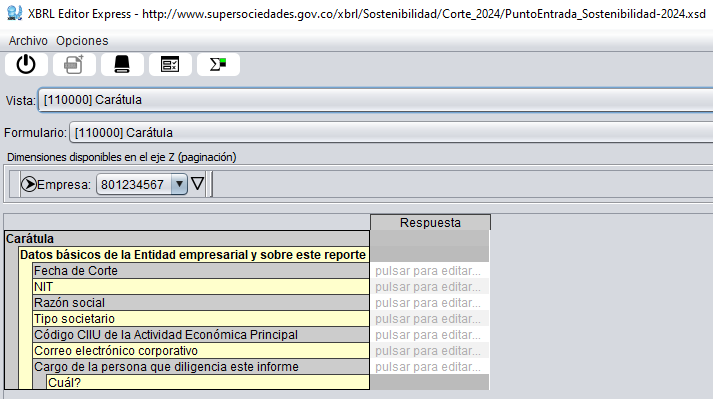 XBRL Editor Express - http://www.supersociedades.gov.co/xbrl/Sostenibilidad/Corte_2024/PuntoEntrada_Sostenibilidad-2024.xsd
Archivo Opciones
Vista: [110000] Carátula
Formulario: [110000] Carátula
Dimensiones disponibles en el eje Z (paginación)
Empresa: 801234567
Respuesta
Carátula
Datos básicos de la Entidad empresarial y sobre este reporte
Fecha de Corte pulsar para editar...
NIT pulsar para editar...
Razón social pulsar para editar...
Tipo societario pulsar para editar...
Código CIIU de la Actividad Económica Principal pulsar para editar...
Correo electrónico corporativo pulsar para editar...
Cargo de la persona que diligencia este informe pulsar para editar...
Cuál?